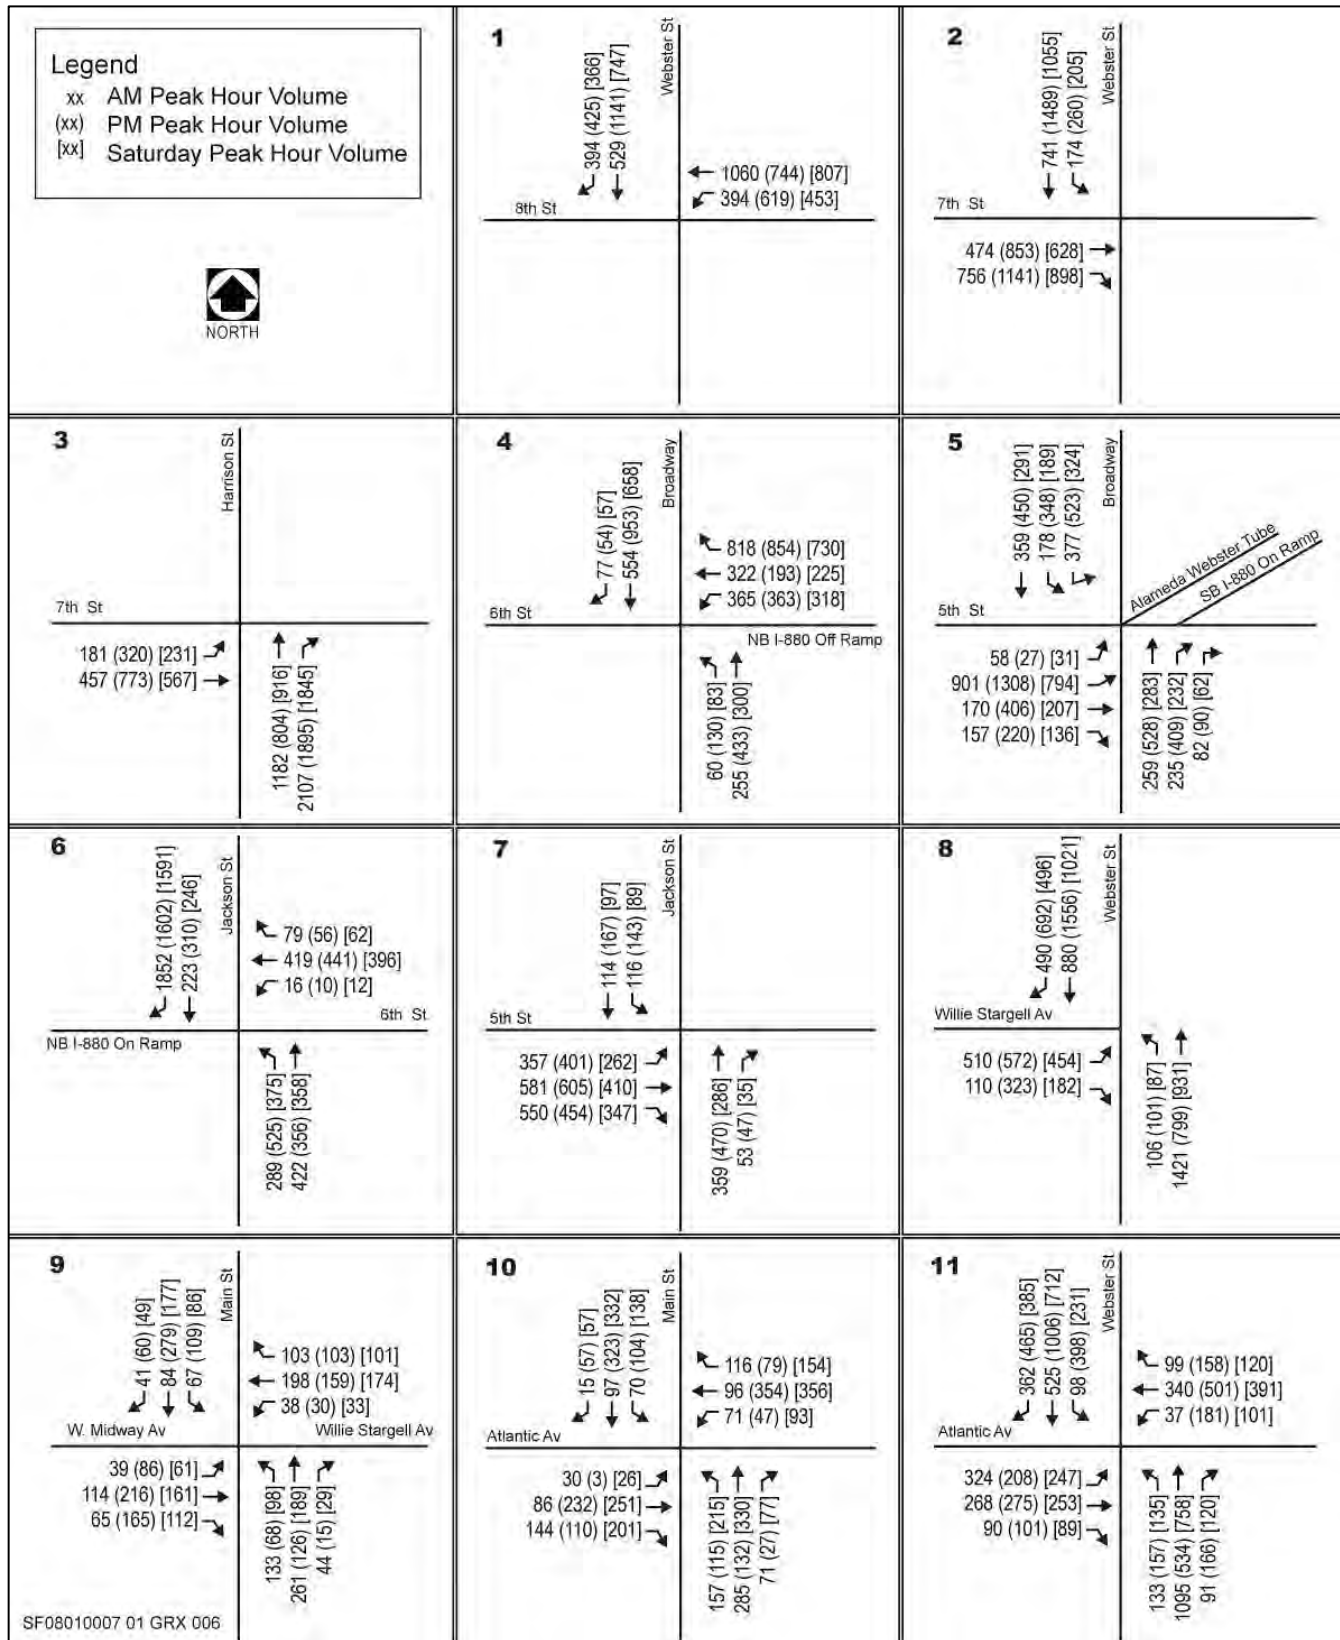 Legend
xx AM Peak Hour Volume
(xx) PM Peak Hour Volume
[xx] Saturday Peak Hour Volume
NORTH
1
Webster St
394 (425) [366]
529 (1141) [747]
1060 (744) [807]
394 (619) [453]
8th St
2
Webster St
741 (1489) [1055]
174 (260) [205]
7th St
474 (853) [628]
756 (1141) [898]
3
Harrison St
7th St
181 (320) [231]
457 (773) [567]
1182 (804) [916]
2107 (1895) [1845]
4
Broadway
77 (54) [57]
554 (953) [658]
818 (854) [730]
322 (193) [225]
365 (363) [318]
6th St
NB I-880 Off Ramp
60 (130) [83]
255 (433) [300]
5
Broadway
359 (450) [291]
178 (348) [189]
377 (523) [324]
Alameda Webster Tube
SB I-880 On Ramp
5th St
58 (27) [31]
901 (1308) [794]
170 (406) [207]
157 (220) [136]
259 (528) [283]
235 (409) [232]
82 (90) [62]
6
Jackson St
1852 (1602) [1591]
223 (310) [246]
79 (56) [62]
419 (441) [396]
16 (10) [12]
6th St
NB I-880 On Ramp
289 (525) [375]
422 (356) [358]
7
Jackson St
114 (167) [97]
116 (143) [89]
5th St
357 (401) [262]
581 (605) [410]
550 (454) [347]
359 (470) [286]
53 (47) [35]
8
Webster St
490 (692) [496]
880 (1556) [1021]
Willie Stargell Av
510 (572) [454]
110 (323) [182]
106 (101) [87]
1421 (799) [931]
9
Main St
41 (60) [49]
84 (279) [177]
67 (109) [86]
103 (103) [101]
198 (159) [174]
38 (30) [33]
W. Midway Av
Willie Stargell Av
39 (86) [61]
114 (216) [161]
65 (165) [112]
133 (68) [98]
261 (126) [189]
44 (15) [29]
SF08010007 01 GRX 006
10
Main St
15 (57) [57]
97 (323) [332]
70 (104) [138]
116 (79) [154]
96 (354) [356]
71 (47) [93]
Atlantic Av
30 (3) [26]
86 (232) [251]
144 (110) [201]
157 (115) [215]
285 (132) [330]
71 (27) [77]
11
Webster St
362 (465) [385]
525 (1006) [712]
98 (398) [231]
99 (158) [120]
340 (501) [391]
37 (181) [101]
Atlantic Av
324 (208) [247]
268 (275) [253]
90 (101) [89]
133 (157) [135]
1095 (534) [758]
91 (166) [120]